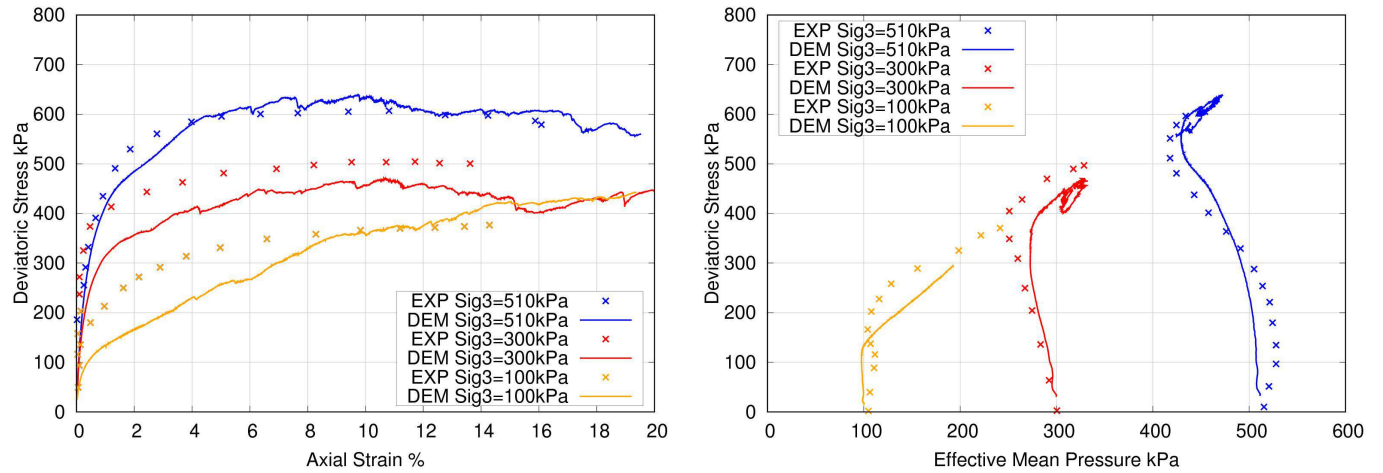 Deviatoric Stress kPa
800
700
600
500
400
300
200
100
0
EXP Sig3=510kPa
DEM Sig3=510kPa
EXP Sig3=300kPa
DEM Sig3=300kPa
EXP Sig3=100kPa
DEM Sig3=100kPa
0 2 4 6 8 10 12 14 16 18 20
Axial Strain %
Deviatoric Stress kPa
800
700
600
500
400
300
200
100
0
EXP Sig3=510kPa
DEM Sig3=510kPa
EXP Sig3=300kPa
DEM Sig3=300kPa
EXP Sig3=100kPa
DEM Sig3=100kPa
0 100 200 300 400 500 600
Effective Mean Pressure kPa